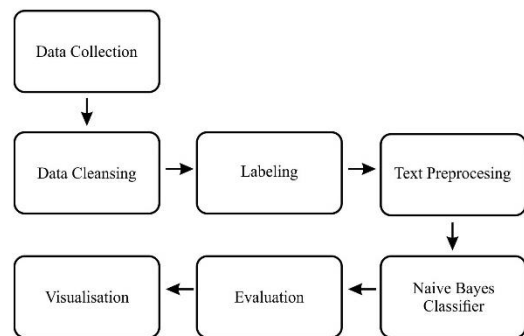 Data Collection
Data Cleansing
Labeling
Text Preprocesing
Naive Bayes
Classifier
Evaluation
Visualisation